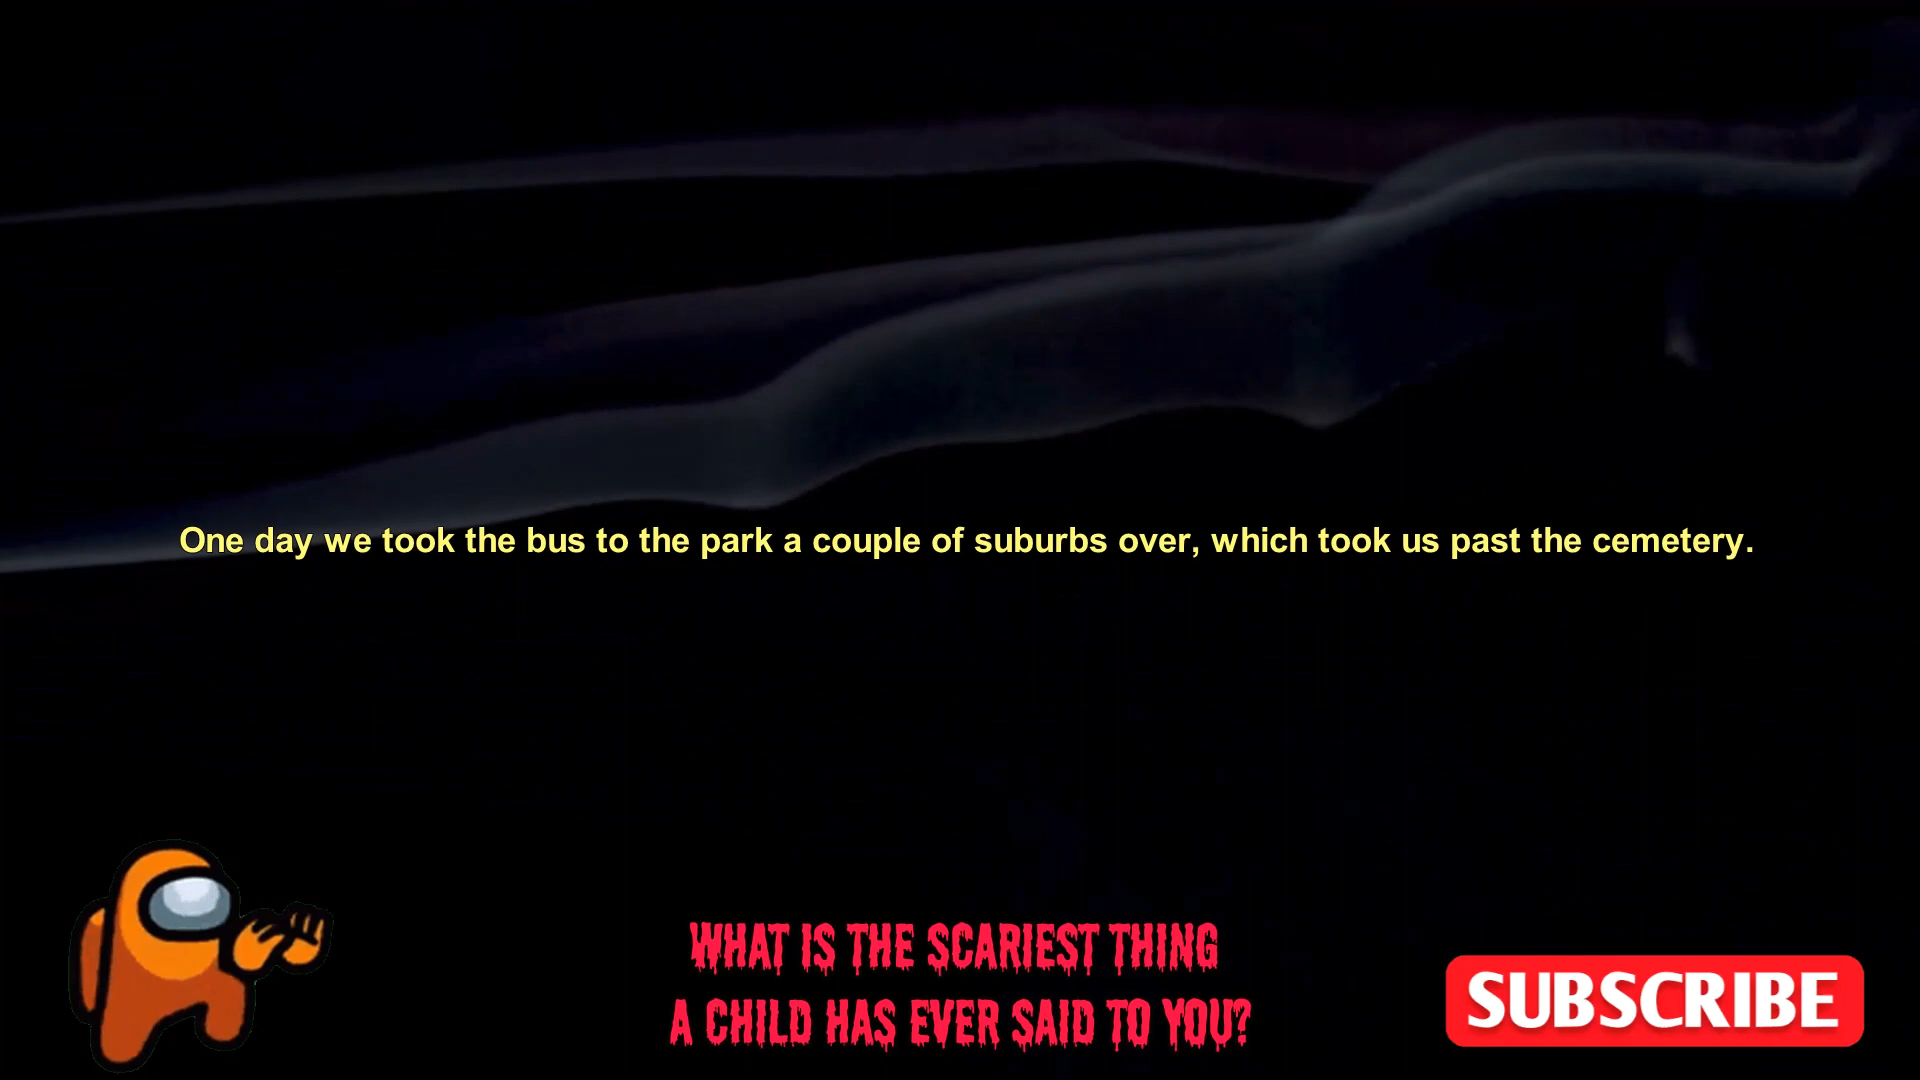 One day we took the bus to the park a couple of suburbs over, which took us past the cemetery.
WHAT IS THE SCARIEST THING
A CHILD HAS EVER SAID TO YOU?
SUBSCRIBE